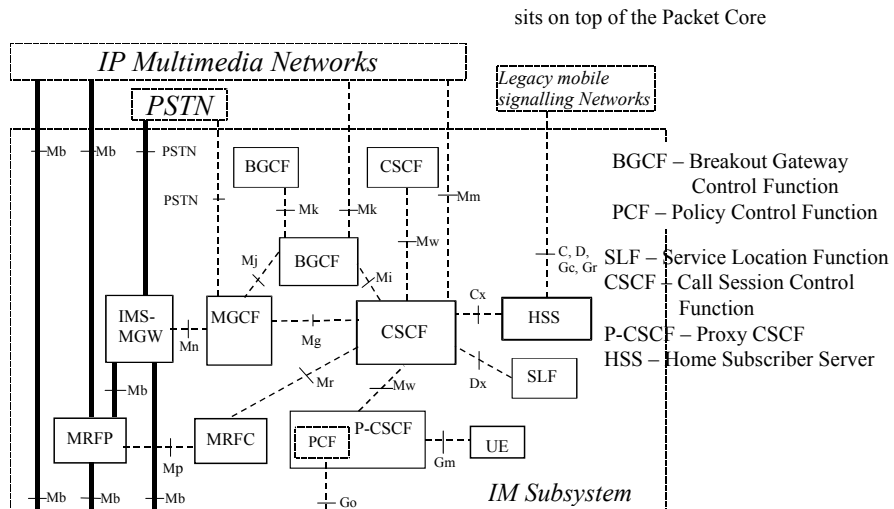 sits on top of the Packet Core
IP Multimedia Networks
Legacy mobile
signalling Networks
PSTN
Mb
Mb
PSTN
BGCF
CSCF
BGCF – Breakout Gateway
Control Function
PSTN
Mk
Mk
Mm
PCF – Policy Control Function
Mw
Mj
BGCF
Mi
C, D,
Gc, Gr
SLF – Service Location Function
CSCF – Call Session Control
Function
Cx
IMS-
MGW
MGCF
CSCF
HSS
P-CSCF – Proxy CSCF
HSS – Home Subscriber Server
Mn
Mg
Mr
Dx
SLF
Mb
Mw
MRFP
MRFC
PCF
P-CSCF
UE
Mp
Gm
Mb
Mb
Mb
Go
IM Subsystem